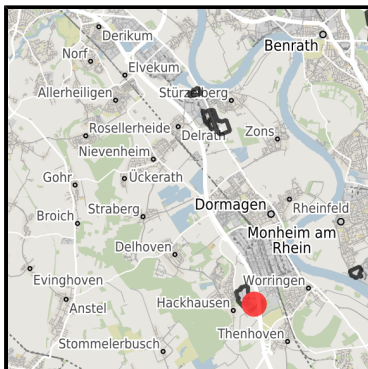 Derikum
Benrath
Norf
Elvekum
Allerheiligen
Stürzelberg
Rosellerheide
Delrath
Zons
Nievenheim
Gohr
Ückerath
Straberg
Dormagen
Rheinfeld
Broich
Monheim am
Rhein
Delhoven
Evinghoven
Worringen
Anstel
Hackhausen
Thenhoven
Stommelerbusch